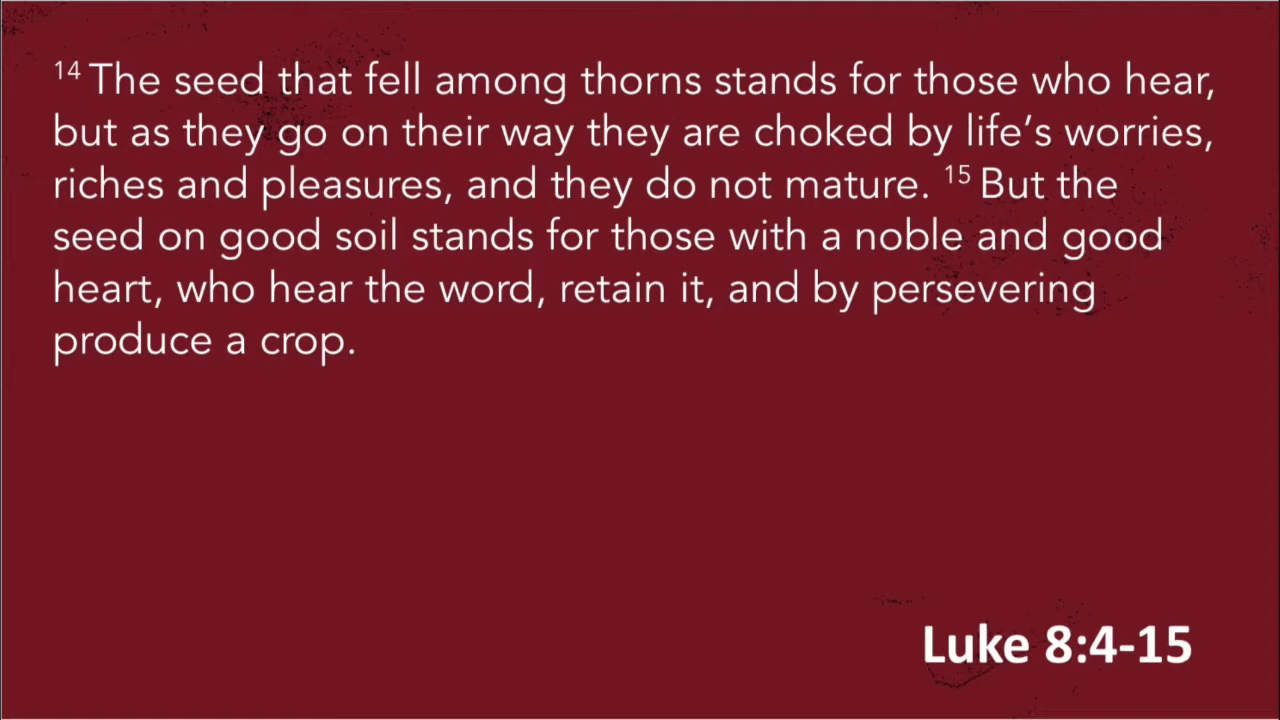 14 The seed that fell among thorns stands for those who hear,
but as they go on their way they are choked by life’s worries,
riches and pleasures, and they do not mature. 15 But the
seed on good soil stands for those with a noble and good
heart, who hear the word, retain it, and by persevering
produce a crop.
Luke 8:4-15